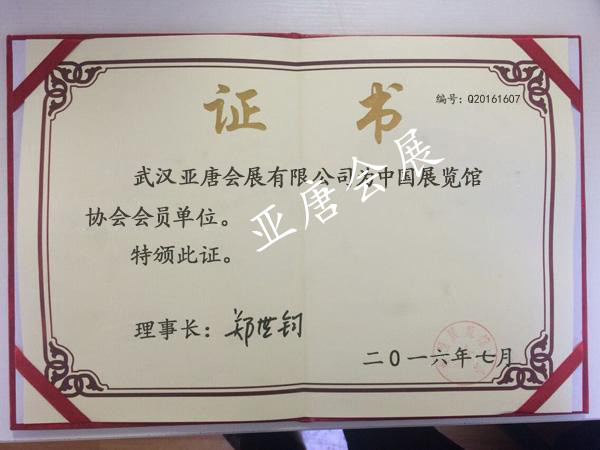 证 书
编号：Q20161607
武汉亚唐会展有限公司为中国展览馆
协会会员单位。
特颁此证。
亚唐会展
理事长：郑世钧
二〇一六年七月